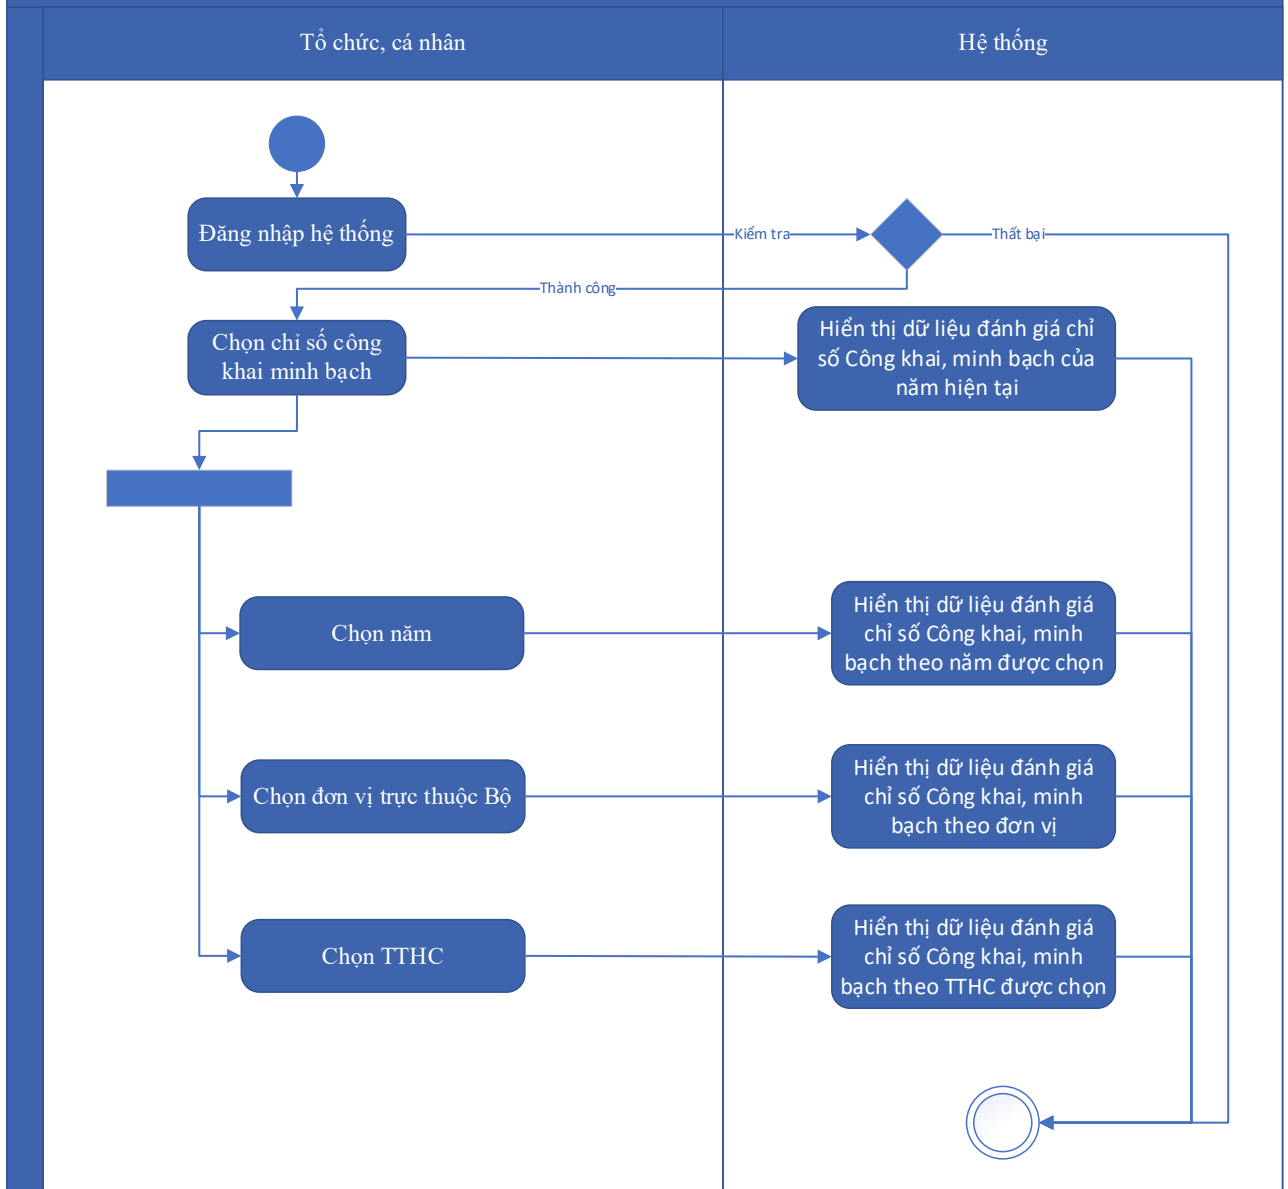 Tổ chức, cá nhân
Hệ thống
Đăng nhập hệ thống
Kiểm tra
Thất bại
Thành công
Chọn chỉ số công
khai minh bạch
Hiển thị dữ liệu đánh giá chỉ
số Công khai, minh bạch của
năm hiện tại
Chọn năm
Hiển thị dữ liệu đánh giá
chỉ số Công khai, minh
bạch theo năm được chọn
Chọn đơn vị trực thuộc Bộ
Hiển thị dữ liệu đánh giá
chỉ số Công khai, minh
bạch theo đơn vị
Chọn TTHC
Hiển thị dữ liệu đánh giá
chỉ số Công khai, minh
bạch theo TTHC được chọn